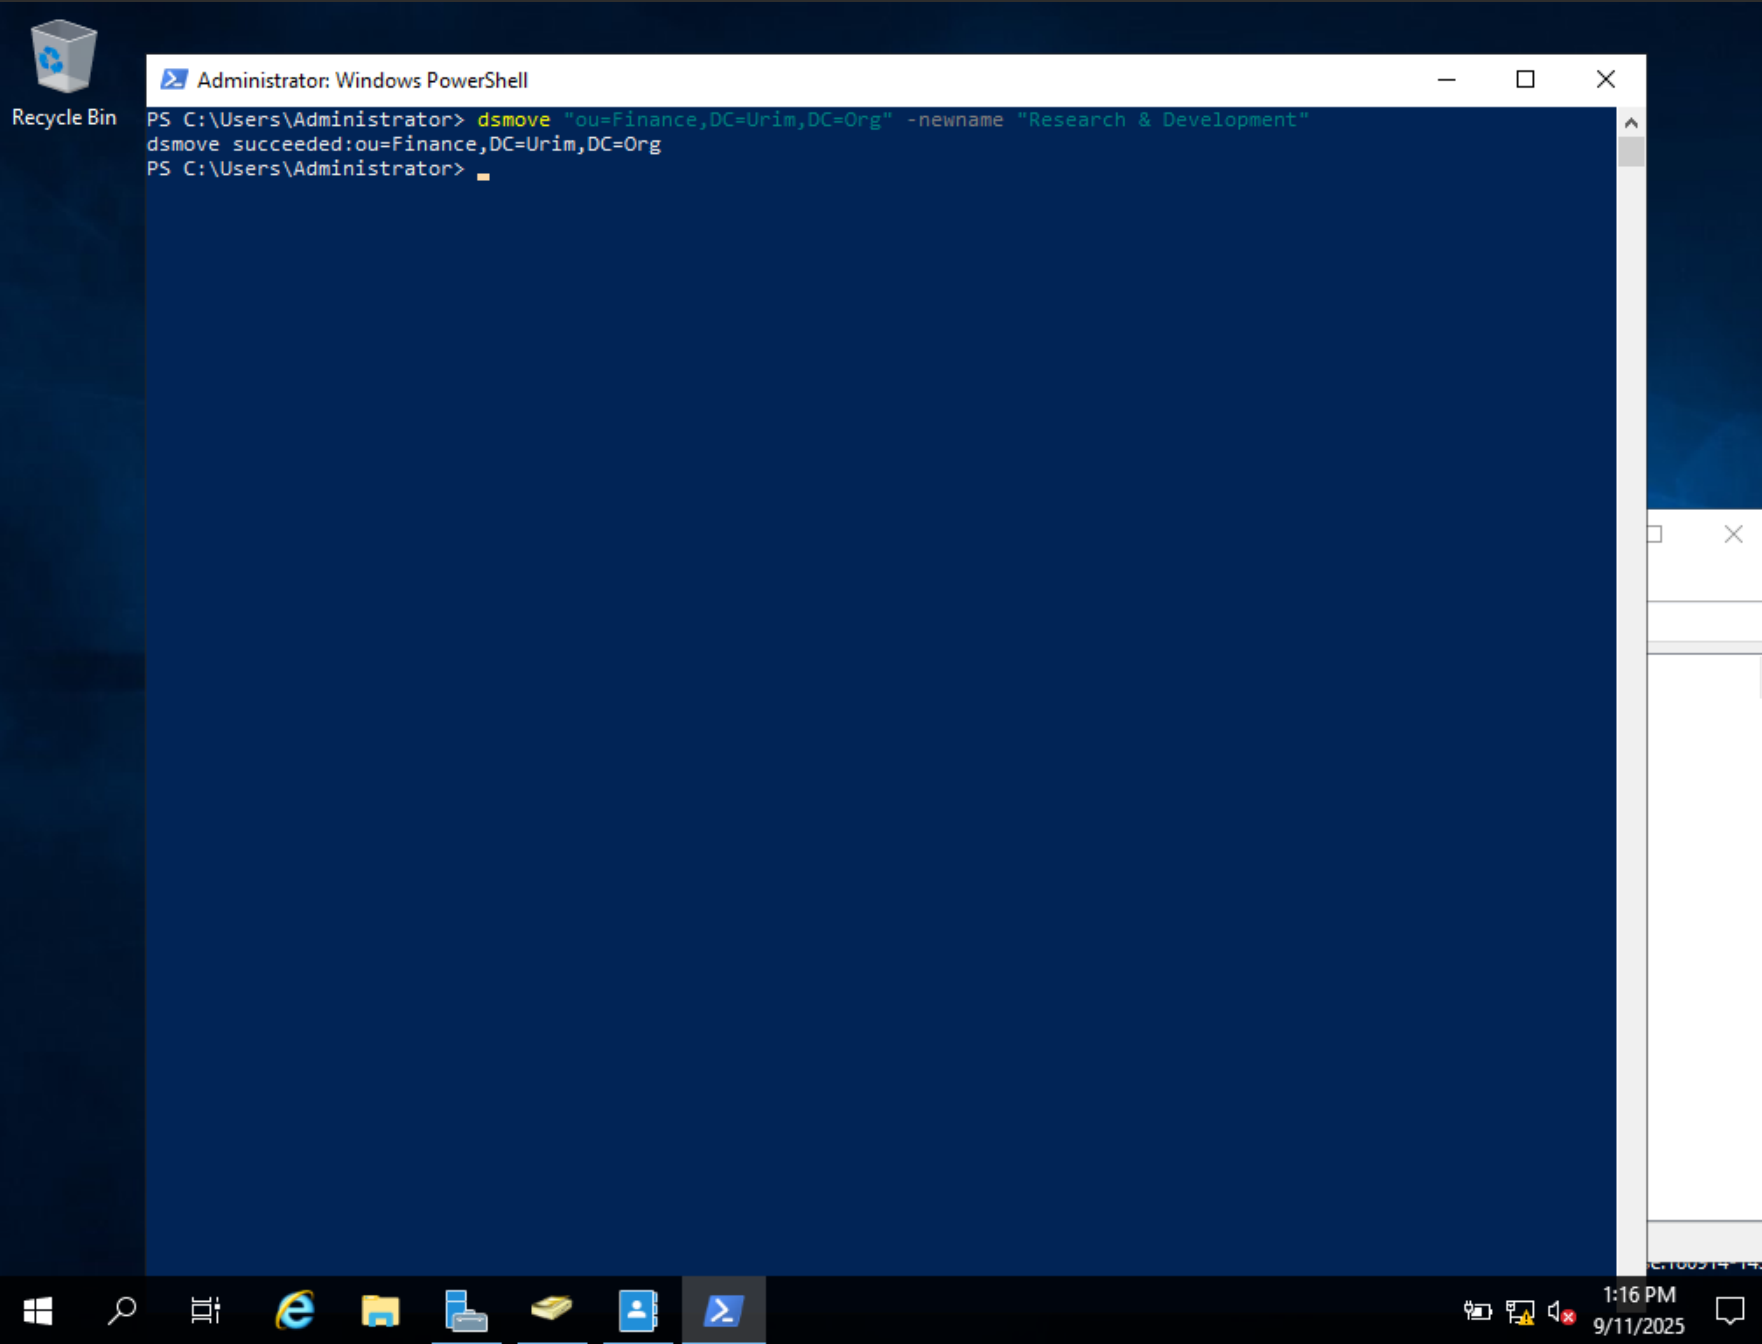 Recycle Bin
Administrator: Windows PowerShell
PS C:\Users\Administrator> dsmove "ou=Finance,DC=Urim,DC=Org" -newname "Research & Development"
dsmove succeeded:ou=Finance,DC=Urim,DC=Org
PS C:\Users\Administrator>
1:16 PM
9/11/2025